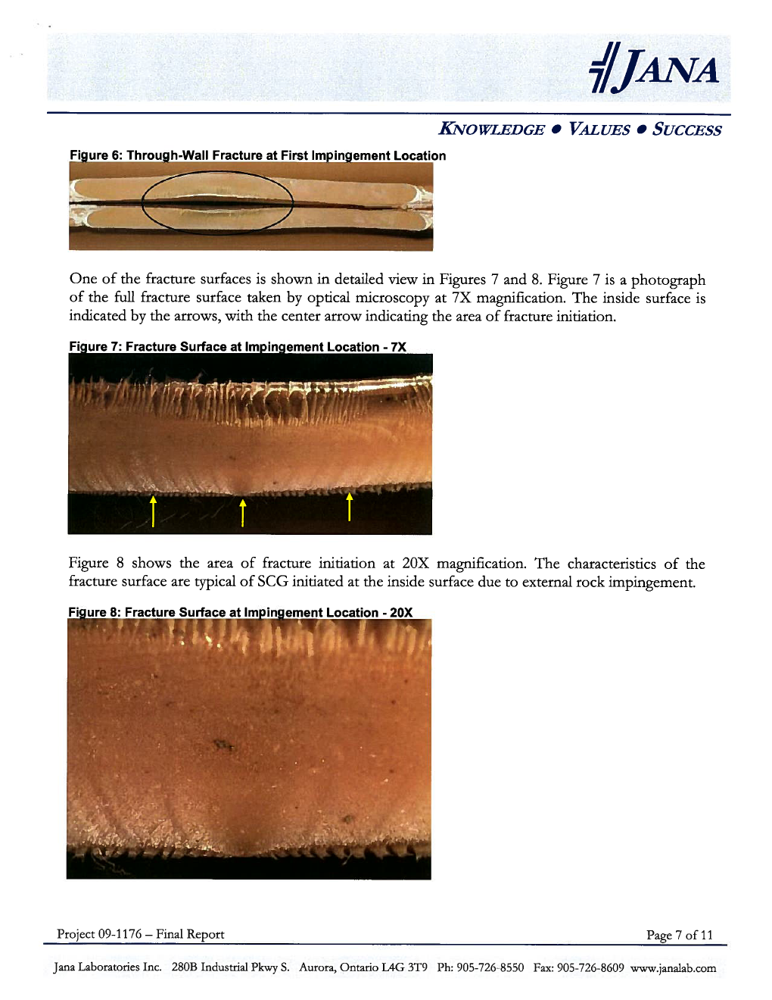 JANA
KNOWLEDGE ● VALUES ● SUCCESS
Figure 6: Through-Wall Fracture at First Impingement Location
One of the fracture surfaces is shown in detailed view in Figures 7 and 8. Figure 7 is a photograph
of the full fracture surface taken by optical microscopy at 7X magnification. The inside surface is
indicated by the arrows, with the center arrow indicating the area of fracture initiation.
Figure 7: Fracture Surface at Impingement Location - 7X
Figure 8 shows the area of fracture initiation at 20X magnification. The characteristics of the
fracture surface are typical of SCG initiated at the inside surface due to external rock impingement.
Figure 8: Fracture Surface at Impingement Location - 20X
Project 09-1176 – Final Report
Page 7 of 11
Jana Laboratories Inc. 280B Industrial Pkwy S. Aurora, Ontario L4G 3T9 Ph: 905-726-8550 Fax: 905-726-8609 www.janalab.com